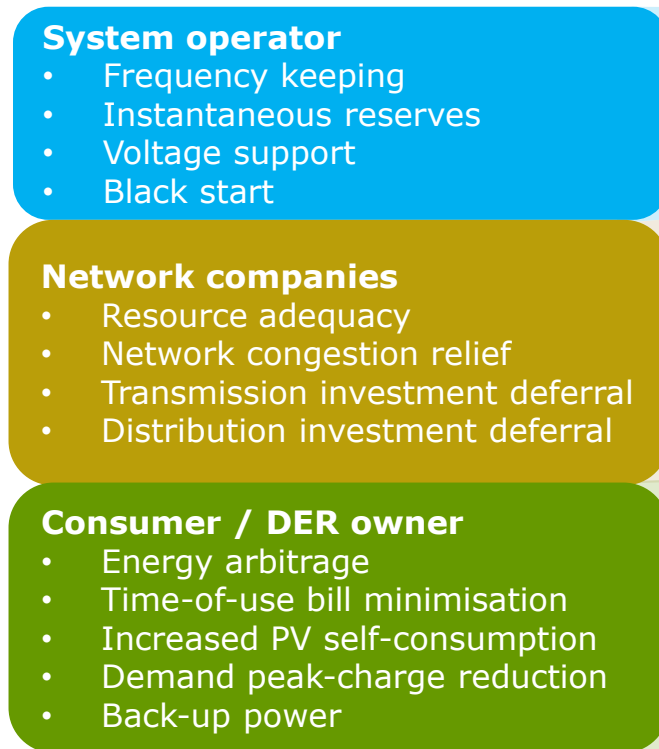 System operator
• Frequency keeping
• Instantaneous reserves
• Voltage support
• Black start
Network companies
• Resource adequacy
• Network congestion relief
• Transmission investment deferral
• Distribution investment deferral
Consumer / DER owner
• Energy arbitrage
• Time-of-use bill minimisation
• Increased PV self-consumption
• Demand peak-charge reduction
• Back-up power